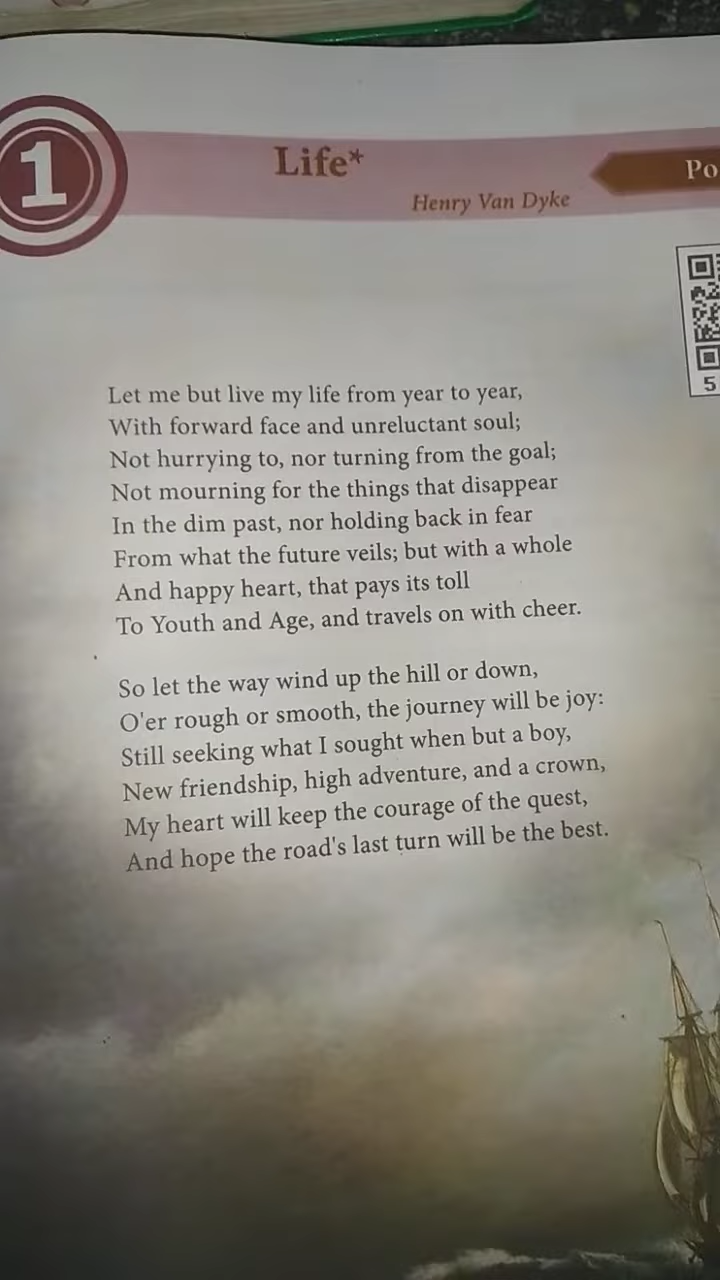 1
Life*
Po
Henry Van Dyke
5
Let me but live my life from year to year,
With forward face and unreluctant soul;
Not hurrying to, nor turning from the goal;
Not mourning for the things that disappear
In the dim past, nor holding back in fear
From what the future veils; but with a whole
And happy heart, that pays its toll
To Youth and Age, and travels on with cheer.
So let the way wind up the hill or down,
O'er rough or smooth, the journey will be joy:
Still seeking what I sought when but a boy,
New friendship, high adventure, and a crown,
My heart will keep the courage of the quest,
And hope the road's last turn will be the best.